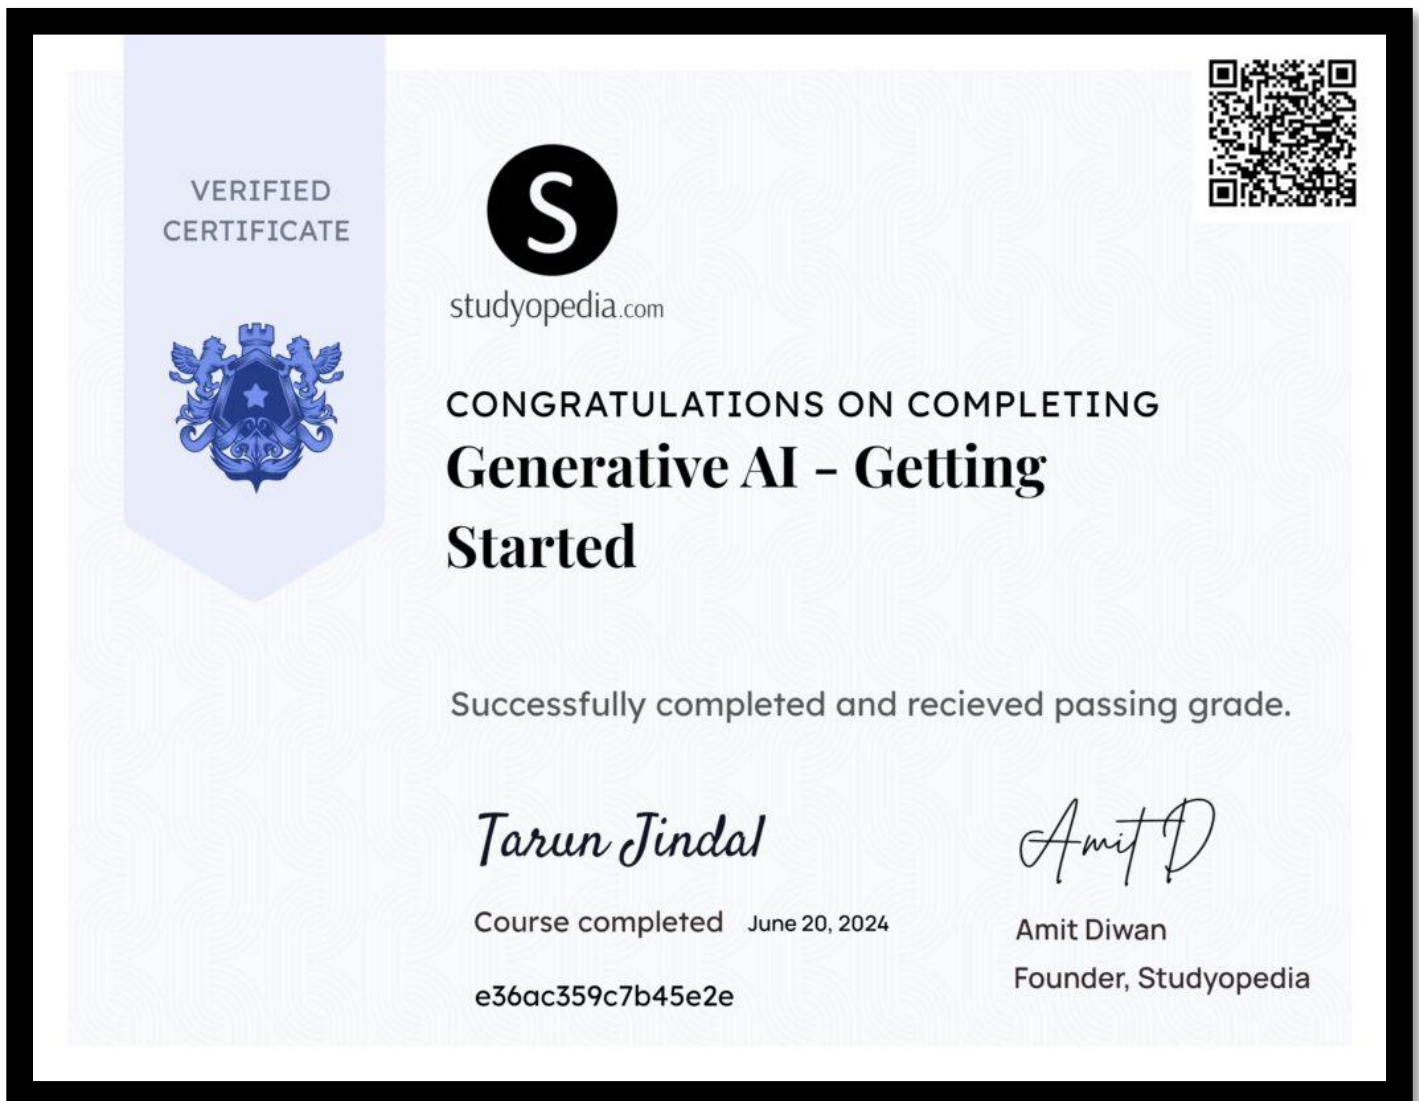 VERIFIED
CERTIFICATE
S
studyopedia.com
CONGRATULATIONS ON COMPLETING
Generative AI - Getting
Started
Successfully completed and recieved passing grade.
Tarun Jindal
Course completed June 20, 2024
e36ac359c7b45e2e
Amit D
Amit Diwan
Founder, Studyopedia